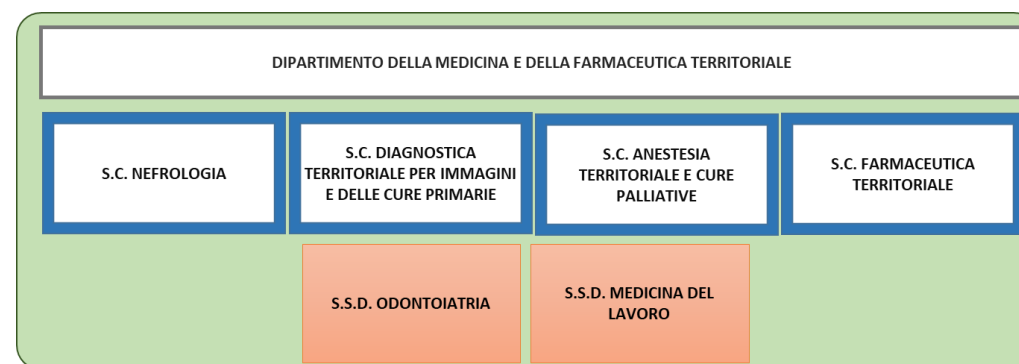 DIPARTIMENTO DELLA MEDICINA E DELLA FARMACEUTICA TERRITORIALE
S.C. NEFROLOGIA
S.C. DIAGNOSTICA
TERRITORIALE PER IMMAGINI
E DELLE CURE PRIMARIE
S.C. ANESTESIA
TERRITORIALE E CURE
PALLIATIVE
S.C. FARMACEUTICA
TERRITORIALE
S.S.D. ODONTOIATRIA
S.S.D. MEDICINA DEL
LAVORO